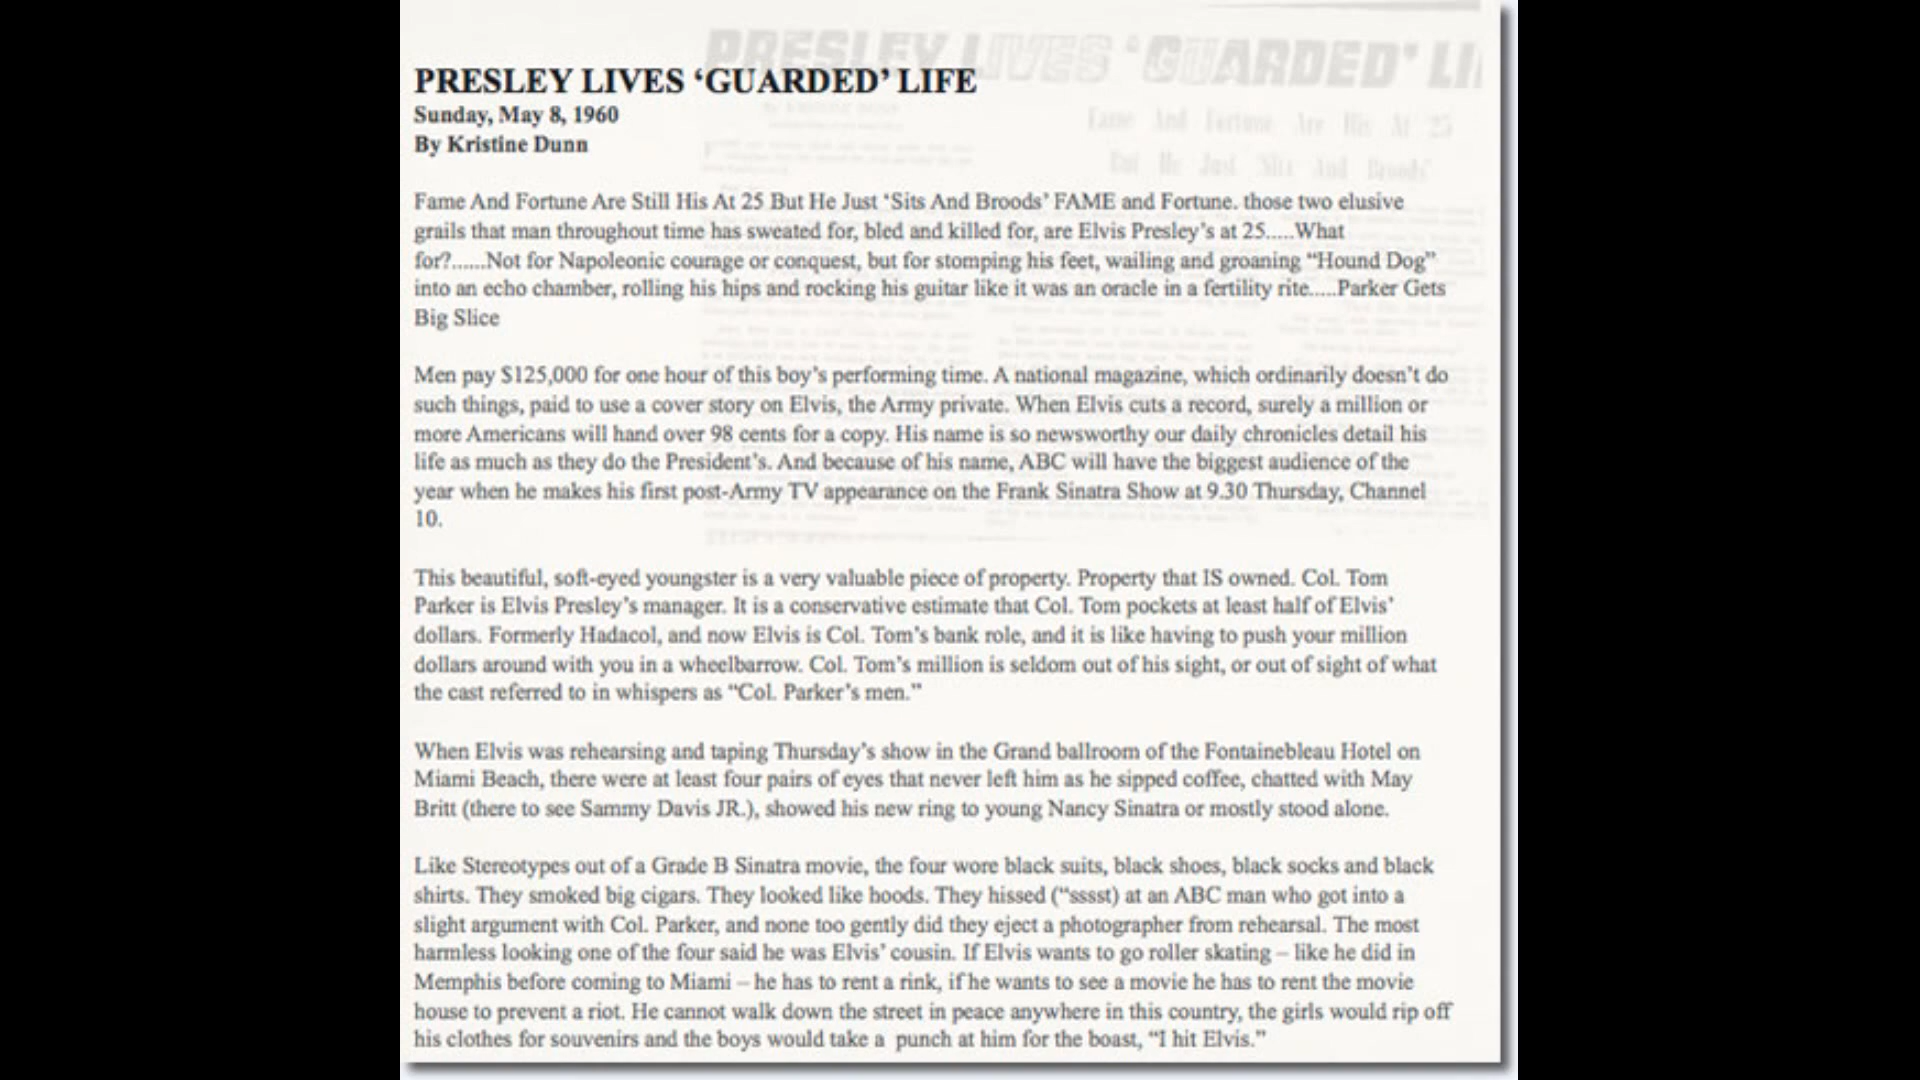 PRESLEY LIVES ‘GUARDED’ LI
Fame And Fortune Are His At 25
But He Just 'Sits And Broods'
PRESLEY LIVES ‘GUARDED’ LIFE
Sunday, May 8, 1960
By Kristine Dunn
Fame And Fortune Are Still His At 25 But He Just ‘Sits And Broods’ FAME and Fortune. those two elusive
grails that man throughout time has sweated for, bled and killed for, are Elvis Presley’s at 25.....What
for?......Not for Napoleonic courage or conquest, but for stomping his feet, wailing and groaning “Hound Dog”
into an echo chamber, rolling his hips and rocking his guitar like it was an oracle in a fertility rite.....Parker Gets
Big Slice
Men pay $125,000 for one hour of this boy’s performing time. A national magazine, which ordinarily doesn’t do
such things, paid to use a cover story on Elvis, the Army private. When Elvis cuts a record, surely a million or
more Americans will hand over 98 cents for a copy. His name is so newsworthy our daily chronicles detail his
life as much as they do the President’s. And because of his name, ABC will have the biggest audience of the
year when he makes his first post-Army TV appearance on the Frank Sinatra Show at 9.30 Thursday, Channel
10.
This beautiful, soft-eyed youngster is a very valuable piece of property. Property that IS owned. Col. Tom
Parker is Elvis Presley’s manager. It is a conservative estimate that Col. Tom pockets at least half of Elvis’
dollars. Formerly Hadacol, and now Elvis is Col. Tom’s bank role, and it is like having to push your million
dollars around with you in a wheelbarrow. Col. Tom’s million is seldom out of his sight, or out of sight of what
the cast referred to in whispers as “Col. Parker’s men.”
When Elvis was rehearsing and taping Thursday’s show in the Grand ballroom of the Fontainebleau Hotel on
Miami Beach, there were at least four pairs of eyes that never left him as he sipped coffee, chatted with May
Britt (there to see Sammy Davis JR.), showed his new ring to young Nancy Sinatra or mostly stood alone.
Like Stereotypes out of a Grade B Sinatra movie, the four wore black suits, black shoes, black socks and black
shirts. They smoked big cigars. They looked like hoods. They hissed (“sssst) at an ABC man who got into a
slight argument with Col. Parker, and none too gently did they eject a photographer from rehearsal. The most
harmless looking one of the four said he was Elvis’ cousin. If Elvis wants to go roller skating – like he did in
Memphis before coming to Miami – he has to rent a rink, if he wants to see a movie he has to rent the movie
house to prevent a riot. He cannot walk down the street in peace anywhere in this country, the girls would rip off
his clothes for souvenirs and the boys would take a punch at him for the boast, “I hit Elvis.”